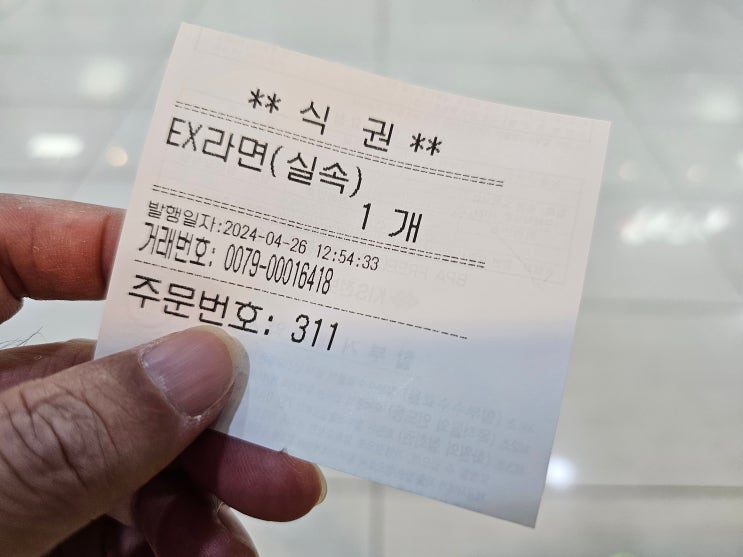 ** 식 권 **
EX라면(실속)
1 개
발행일자:2024-04-26 12:54:33
거래번호: 0079-00016418
주문번호: 311